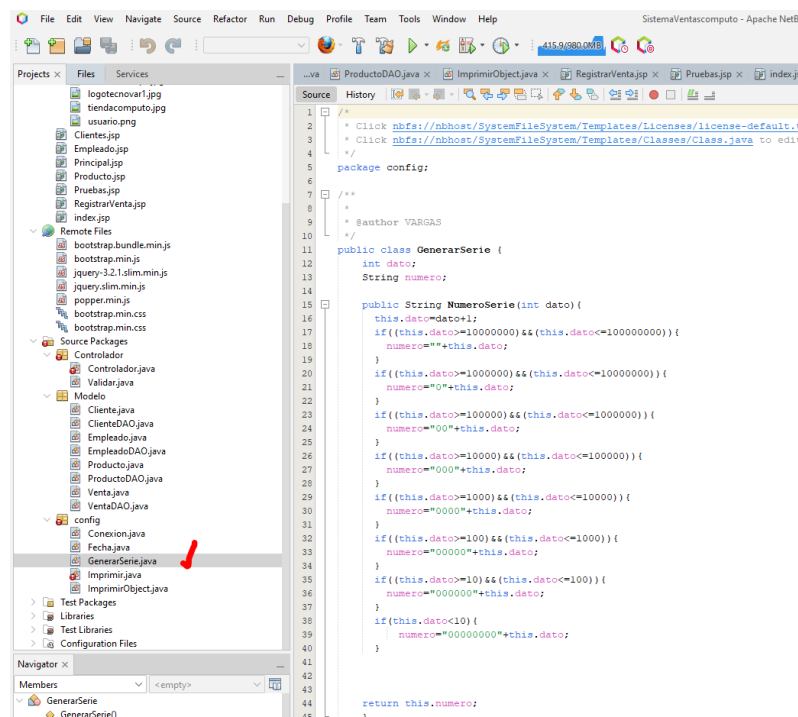 File Edit View Navigate Source Refactor Run Debug Profile Team Tools Window Help
SistemaVentascomputo - Apache NetB
415.9/980.0MB
Projects × Files Services
...va ProductoDAO.java × ImprimirObject.java × RegistrarVenta.jsp × Pruebas.jsp × index.j
Source History
logotecnovar1.jpg
tiendacomputo.jpg
usuario.png
Clientes.jsp
Empleado.jsp
Principal.jsp
Producto.jsp
Pruebas.jsp
RegistrarVenta.jsp
index.jsp
Remote Files
bootstrap.bundle.min.js
bootstrap.min.js
jquery-3.2.1.slim.min.js
jquery.slim.min.js
popper.min.js
bootstrap.min.css
bootstrap.min.css
Source Packages
Controlador
Controlador.java
Validar.java
Modelo
Cliente.java
ClienteDAO.java
Empleado.java
EmpleadoDAO.java
Producto.java
ProductoDAO.java
Venta.java
VentaDAO.java
config
Conexion.java
Fecha.java
GenerarSerie.java
Imprimir.java
ImprimirObject.java
Test Packages
Libraries
Test Libraries
Configuration Files
Navigator ×
Members <empty>
GenerarSerie
GenerarSerie()
1 /*
2 * Click nbfs://nbhost/SystemFileSystem/Templates/Licenses/license-default.
3 * Click nbfs://nbhost/SystemFileSystem/Templates/Classes/Class.java to edi
4 */
5 package config;
6
7 /**
8 *
9 * @author VARGAS
10 */
11 public class GenerarSerie {
12 int dato;
13 String numero;
14
15 public String NumeroSerie(int dato){
16 this.dato=dato+1;
17 if((this.dato>=10000000)&&(this.dato<=100000000)){
18 numero=""+this.dato;
19 }
20 if((this.dato>=1000000)&&(this.dato<=10000000)){
21 numero="0"+this.dato;
22 }
23 if((this.dato>=100000)&&(this.dato<=1000000)){
24 numero="00"+this.dato;
25 }
26 if((this.dato>=10000)&&(this.dato<=100000)){
27 numero="000"+this.dato;
28 }
29 if((this.dato>=1000)&&(this.dato<=10000)){
30 numero="0000"+this.dato;
31 }
32 if((this.dato>=100)&&(this.dato<=1000)){
33 numero="00000"+this.dato;
34 }
35 if((this.dato>=10)&&(this.dato<=100)){
36 numero="000000"+this.dato;
37 }
38 if(this.dato<10){
39 numero="00000000"+this.dato;
40 }
41
42
43
44 return this.numero;
45 }